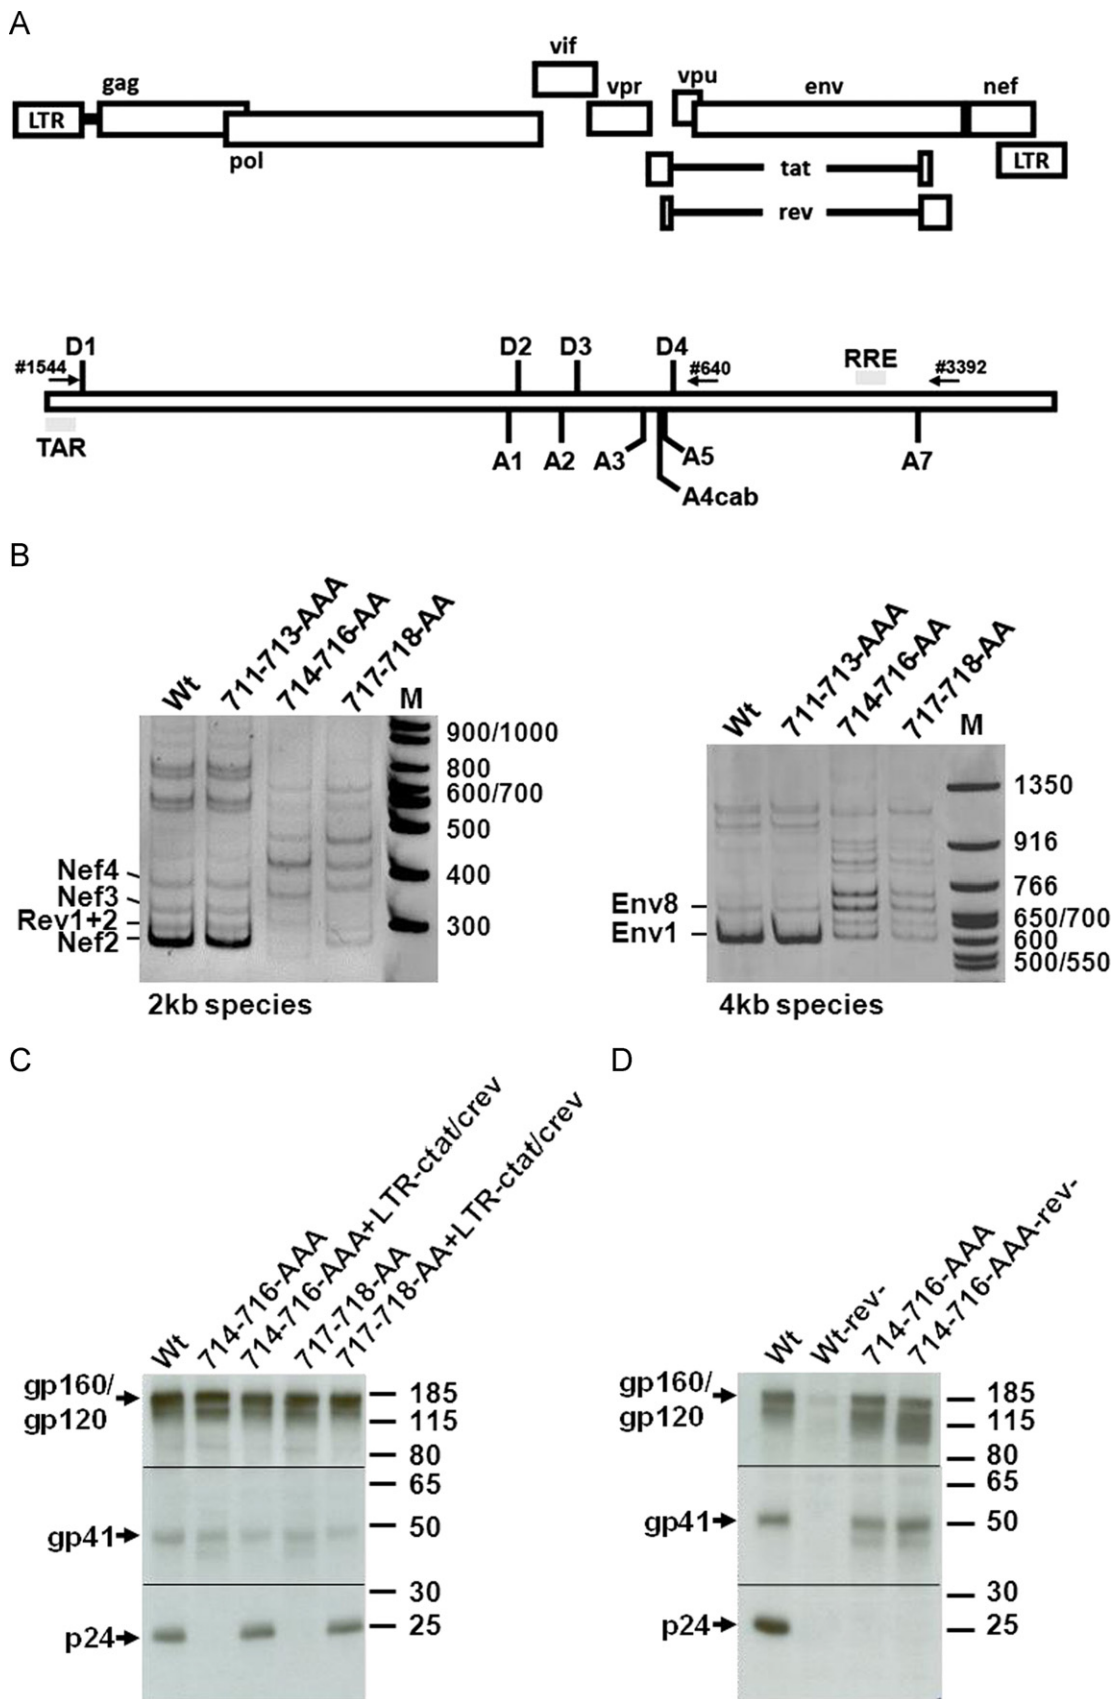 A
vif
gag
vpr
vpu
env
nef
LTR
pol
LTR
tat
rev
D1
D2
D3
D4
RRE
#1544
#640
#3392
TAR
A1
A2
A3
A5
A7
A4cab
B
Wt
711-713-AAA
714-716-AA
717-718-AA
M
900/1000
800
600/700
500
400
300
Nef4
Nef3
Rev1+2
Nef2
2kb species
Wt
711-713-AAA
714-716-AA
717-718-AA
M
1350
916
766
650/700
600
500/550
Env8
Env1
4kb species
C
Wt
714-716-AAA
714-716-AAA+LTR-ctat/crev
717-718-AA
717-718-AA+LTR-ctat/crev
gp160/
gp120
gp41
p24
185
115
80
65
50
30
25
D
Wt
Wt-rev-
714-716-AAA
714-716-AAA-rev-
gp160/
gp120
gp41
p24
185
115
80
65
50
30
25